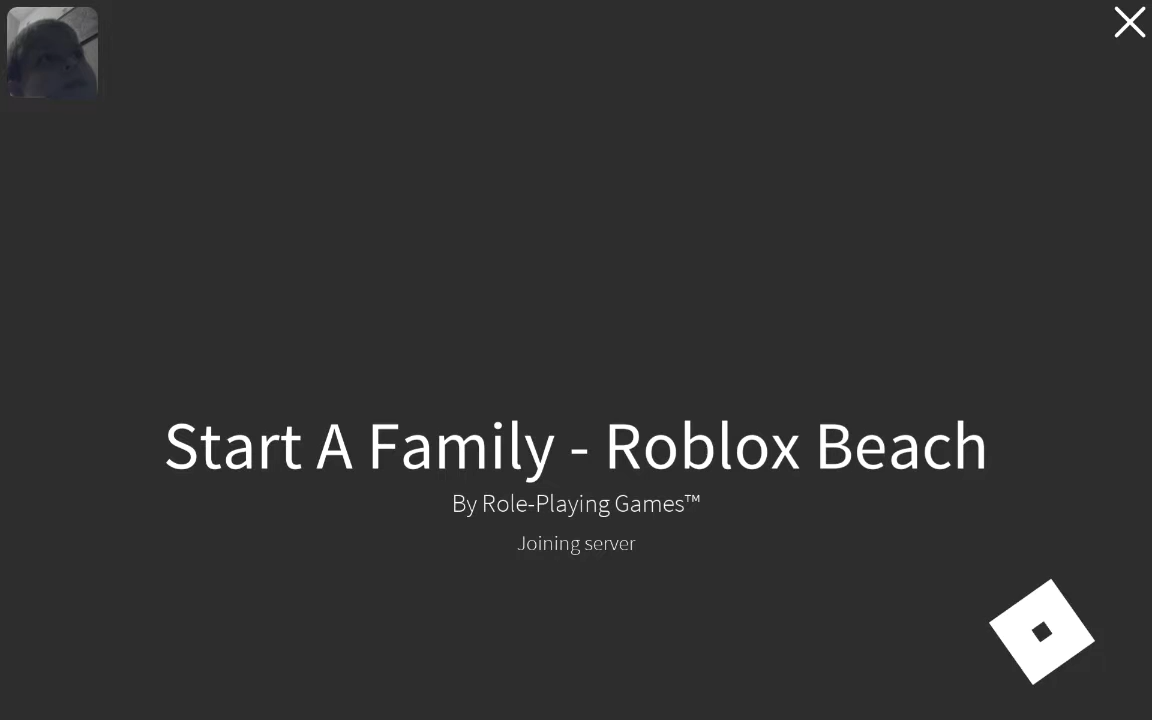 Start A Family - Roblox Beach
By Role-Playing Games™
Joining server